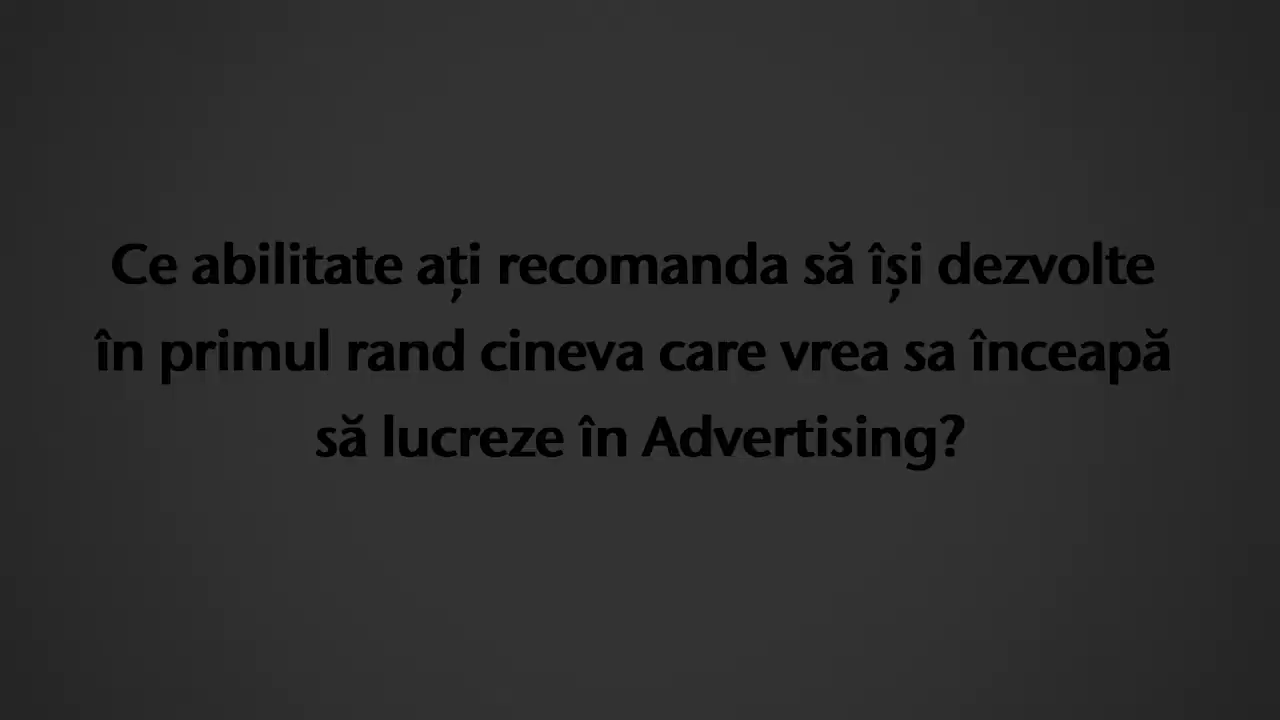 Ce abilitate ați recomanda să își dezvolte
în primul rand cineva care vrea sa înceapă
să lucreze în Advertising?